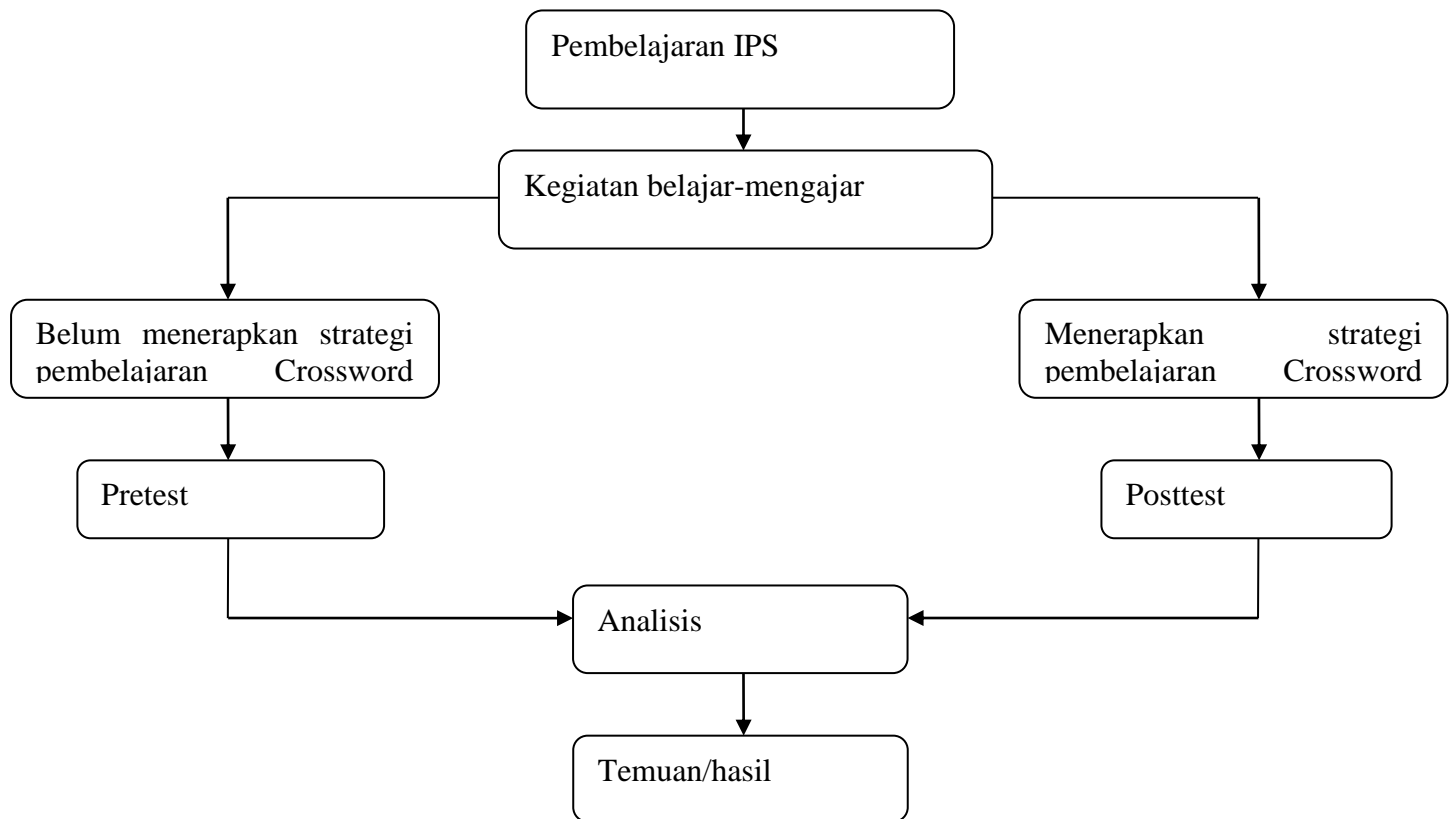 Pembelajaran IPS
Kegiatan belajar-mengajar
Belum menerapkan strategi
pembelajaran Crossword
Menerapkan strategi
pembelajaran Crossword
Pretest
Posttest
Analisis
Temuan/hasil